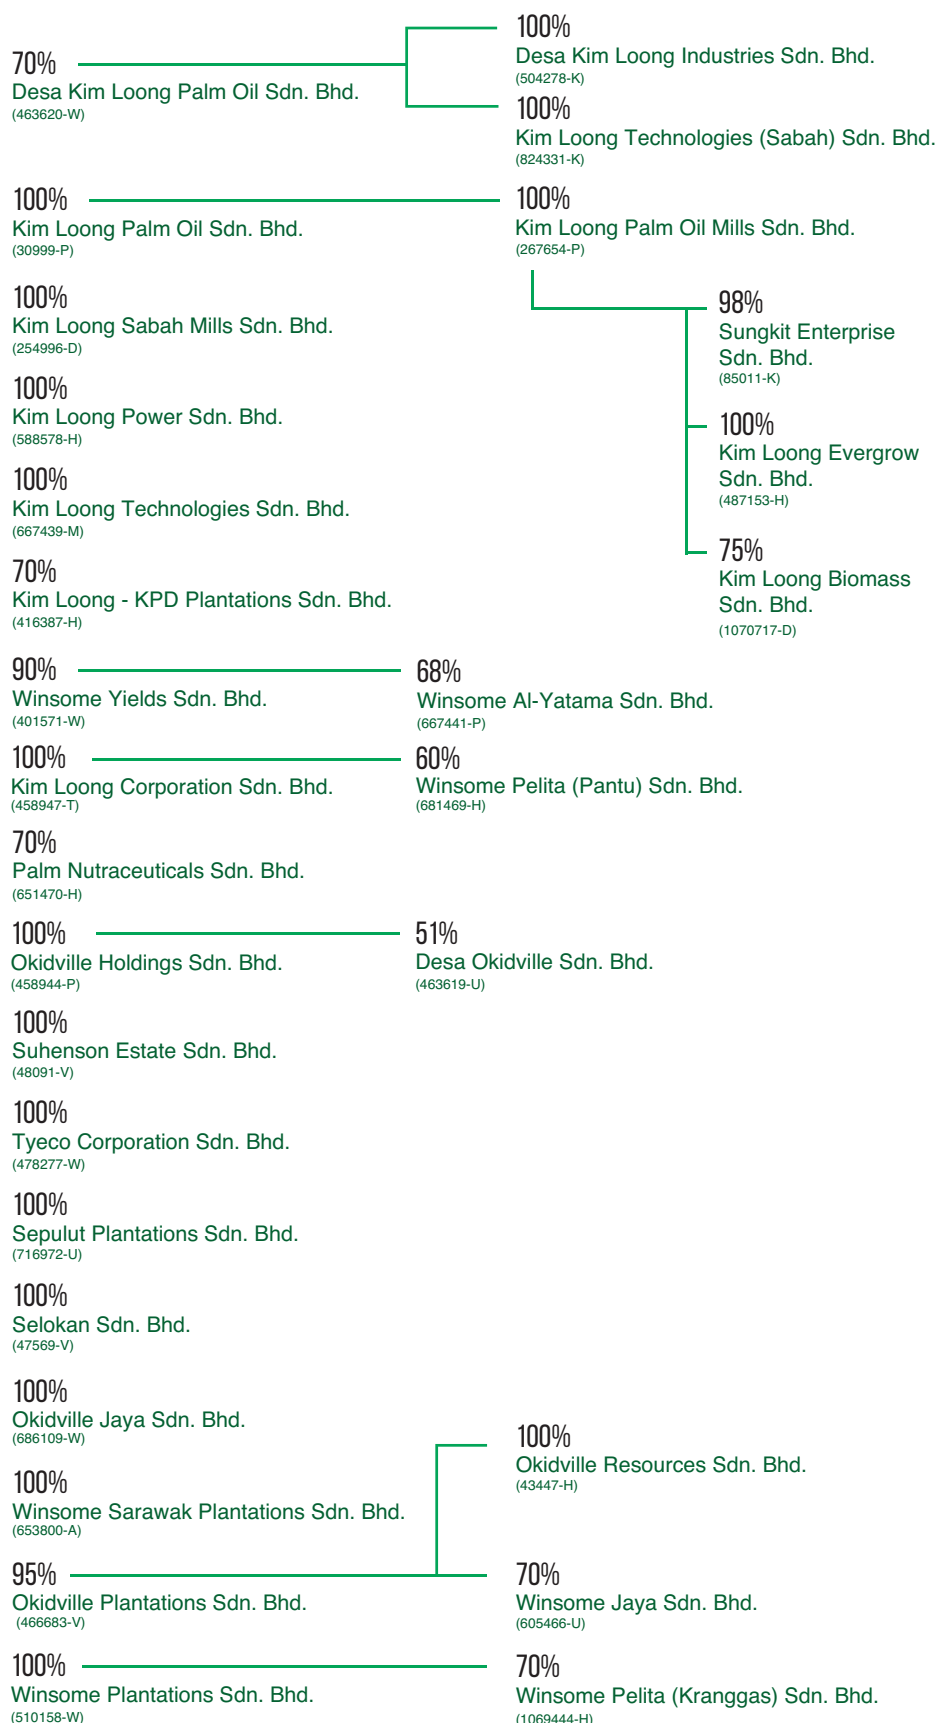 70%
Desa Kim Loong Palm Oil Sdn. Bhd.
(463620-W)
100%
Desa Kim Loong Industries Sdn. Bhd.
(504278-K)
100%
Kim Loong Technologies (Sabah) Sdn. Bhd.
(824331-K)
100%
Kim Loong Palm Oil Sdn. Bhd.
(30999-P)
100%
Kim Loong Palm Oil Mills Sdn. Bhd.
(267654-P)
98%
Sungkit Enterprise
Sdn. Bhd.
(85011-K)
100%
Kim Loong Evergrow
Sdn. Bhd.
(487153-H)
75%
Kim Loong Biomass
Sdn. Bhd.
(1070717-D)
100%
Kim Loong Sabah Mills Sdn. Bhd.
(254996-D)
100%
Kim Loong Power Sdn. Bhd.
(588578-H)
100%
Kim Loong Technologies Sdn. Bhd.
(667439-M)
70%
Kim Loong - KPD Plantations Sdn. Bhd.
(416387-H)
90%
Winsome Yields Sdn. Bhd.
(401571-W)
68%
Winsome Al-Yatama Sdn. Bhd.
(667441-P)
100%
Kim Loong Corporation Sdn. Bhd.
(458947-T)
60%
Winsome Pelita (Pantu) Sdn. Bhd.
(681469-H)
70%
Palm Nutraceuticals Sdn. Bhd.
(651470-H)
100%
Okidville Holdings Sdn. Bhd.
(458944-P)
51%
Desa Okidville Sdn. Bhd.
(463619-U)
100%
Suhenson Estate Sdn. Bhd.
(48091-V)
100%
Tyeco Corporation Sdn. Bhd.
(478277-W)
100%
Sepulut Plantations Sdn. Bhd.
(716972-U)
100%
Selokan Sdn. Bhd.
(47569-V)
100%
Okidville Jaya Sdn. Bhd.
(686109-W)
100%
Winsome Sarawak Plantations Sdn. Bhd.
(653800-A)
95%
Okidville Plantations Sdn. Bhd.
(466683-V)
100%
Okidville Resources Sdn. Bhd.
(43447-H)
70%
Winsome Jaya Sdn. Bhd.
(605466-U)
100%
Winsome Plantations Sdn. Bhd.
(510158-W)
70%
Winsome Pelita (Kranggas) Sdn. Bhd.
(1069444-H)